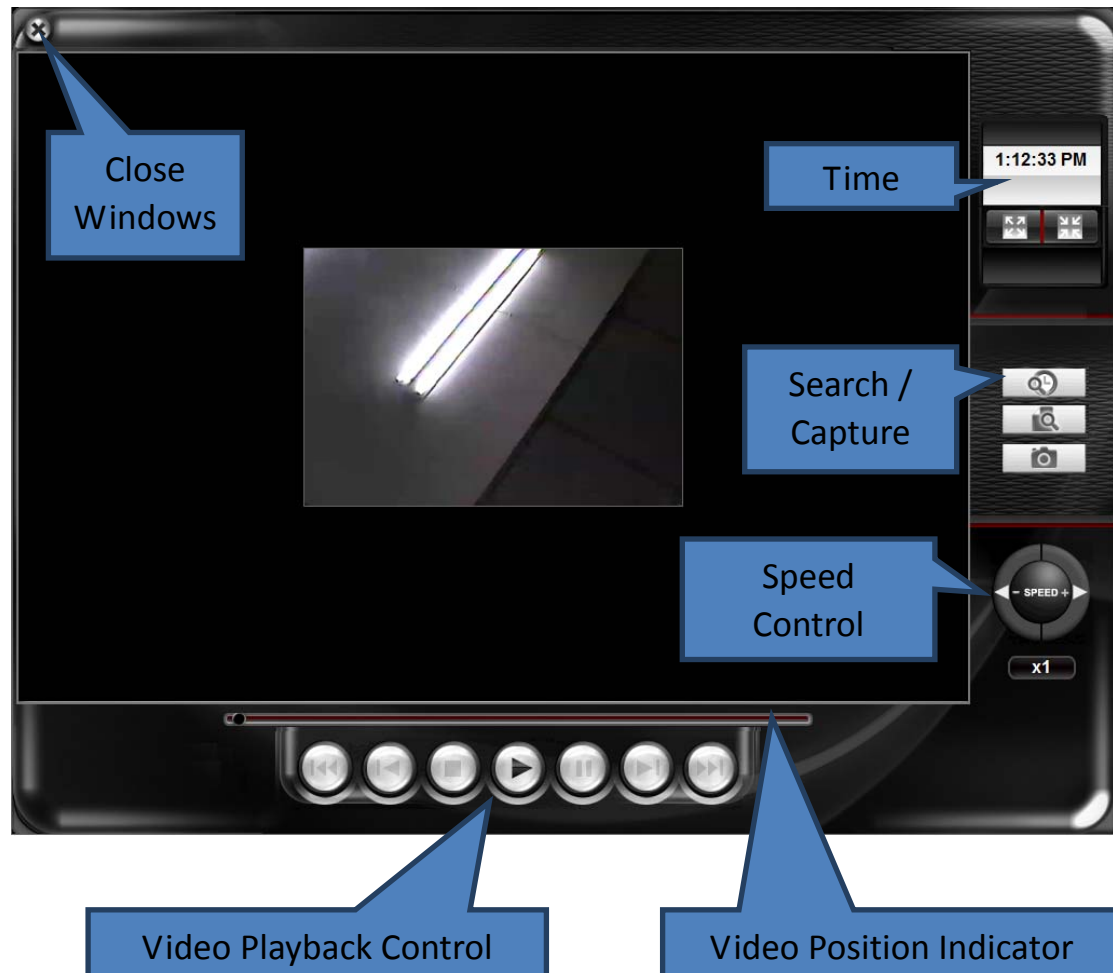 Close
Windows
Time
1:12:33 PM
Search /
Capture
Speed
Control
- SPEED +
x1
Video Playback Control
Video Position Indicator